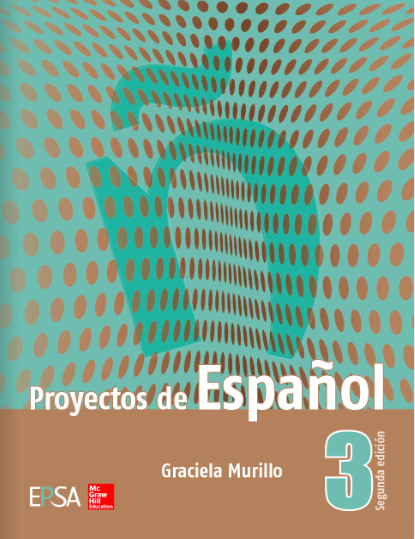 ñ
Proyectos de Español
Graciela Murillo
3
Segunda edición
EPSA
Mc
Graw
Hill
Education